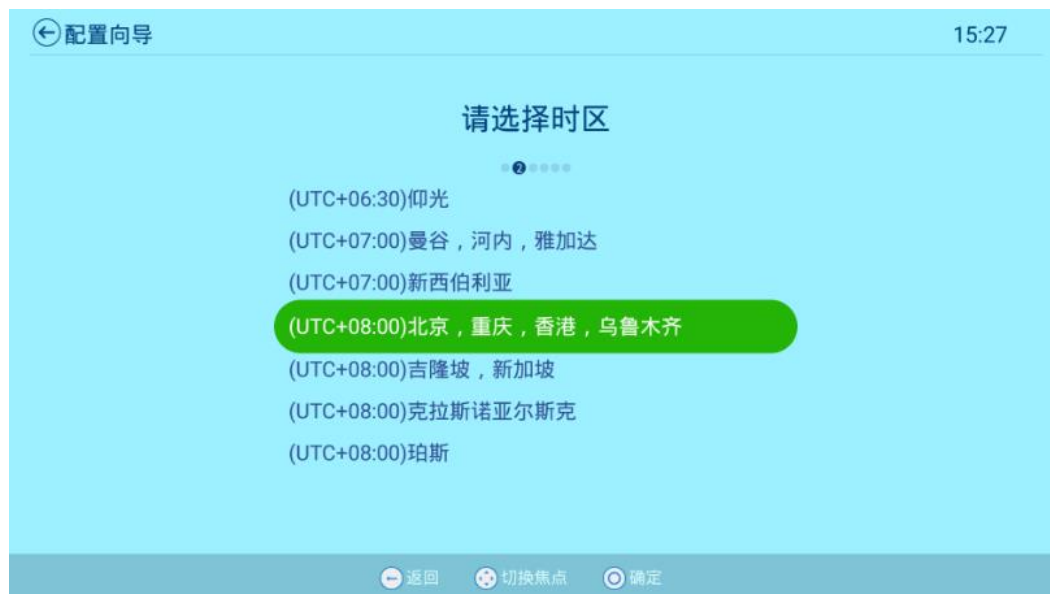 配置向导
15:27
请选择时区
2
(UTC+06:30)仰光
(UTC+07:00)曼谷，河内，雅加达
(UTC+07:00)新西伯利亚
(UTC+08:00)北京，重庆，香港，乌鲁木齐
(UTC+08:00)吉隆坡，新加坡
(UTC+08:00)克拉斯诺亚尔斯克
(UTC+08:00)珀斯
返回 切换焦点 确定